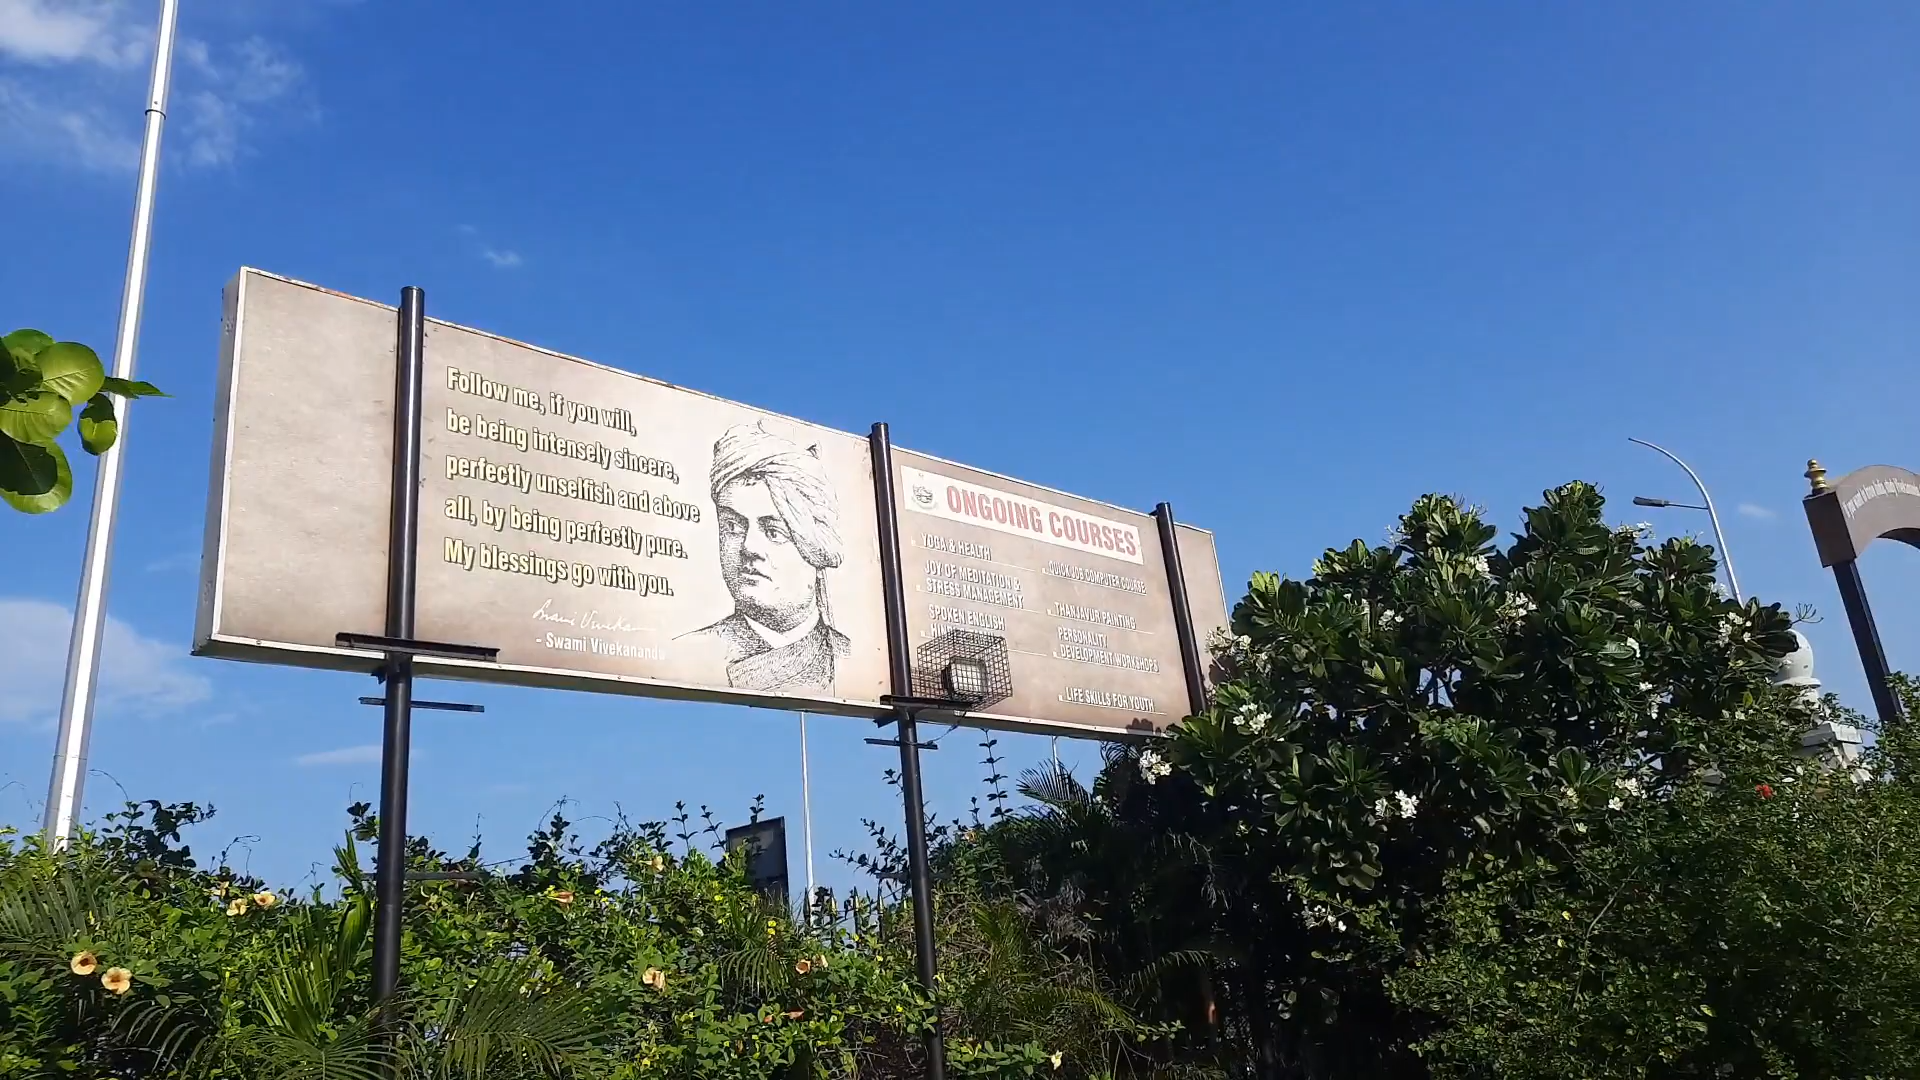 Follow me, if you will,
be being intensely sincere,
perfectly unselfish and above
all, by being perfectly pure.
My blessings go with you.
- Swami Vivekananda
ONGOING COURSES
YOGA & HEALTH
JOY OF MEDITATION &
STRESS MANAGEMENT
SPOKEN ENGLISH
QUICK JOB COMPUTER COURSE
THANJAVUR PAINTING
PERSONALITY
DEVELOPMENT WORKSHOPS
LIFE SKILLS FOR YOUTH